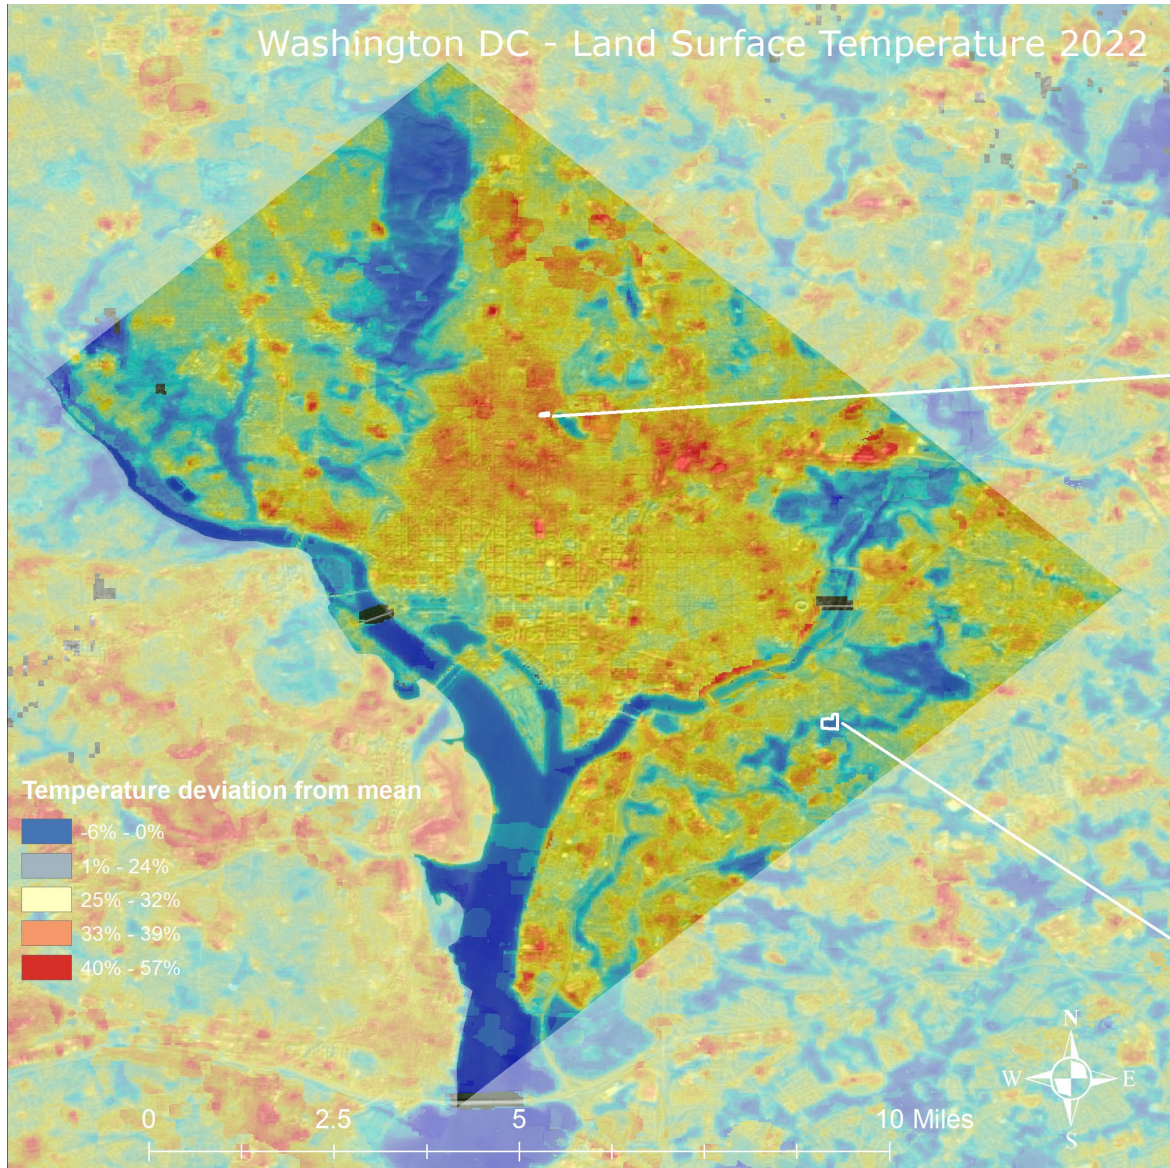 Washington DC - Land Surface Temperature 2022
Temperature deviation from mean
-6% - 0%
1% - 24%
25% - 32%
33% - 39%
40% - 57%
N
W E
S
0 2.5 5 10 Miles